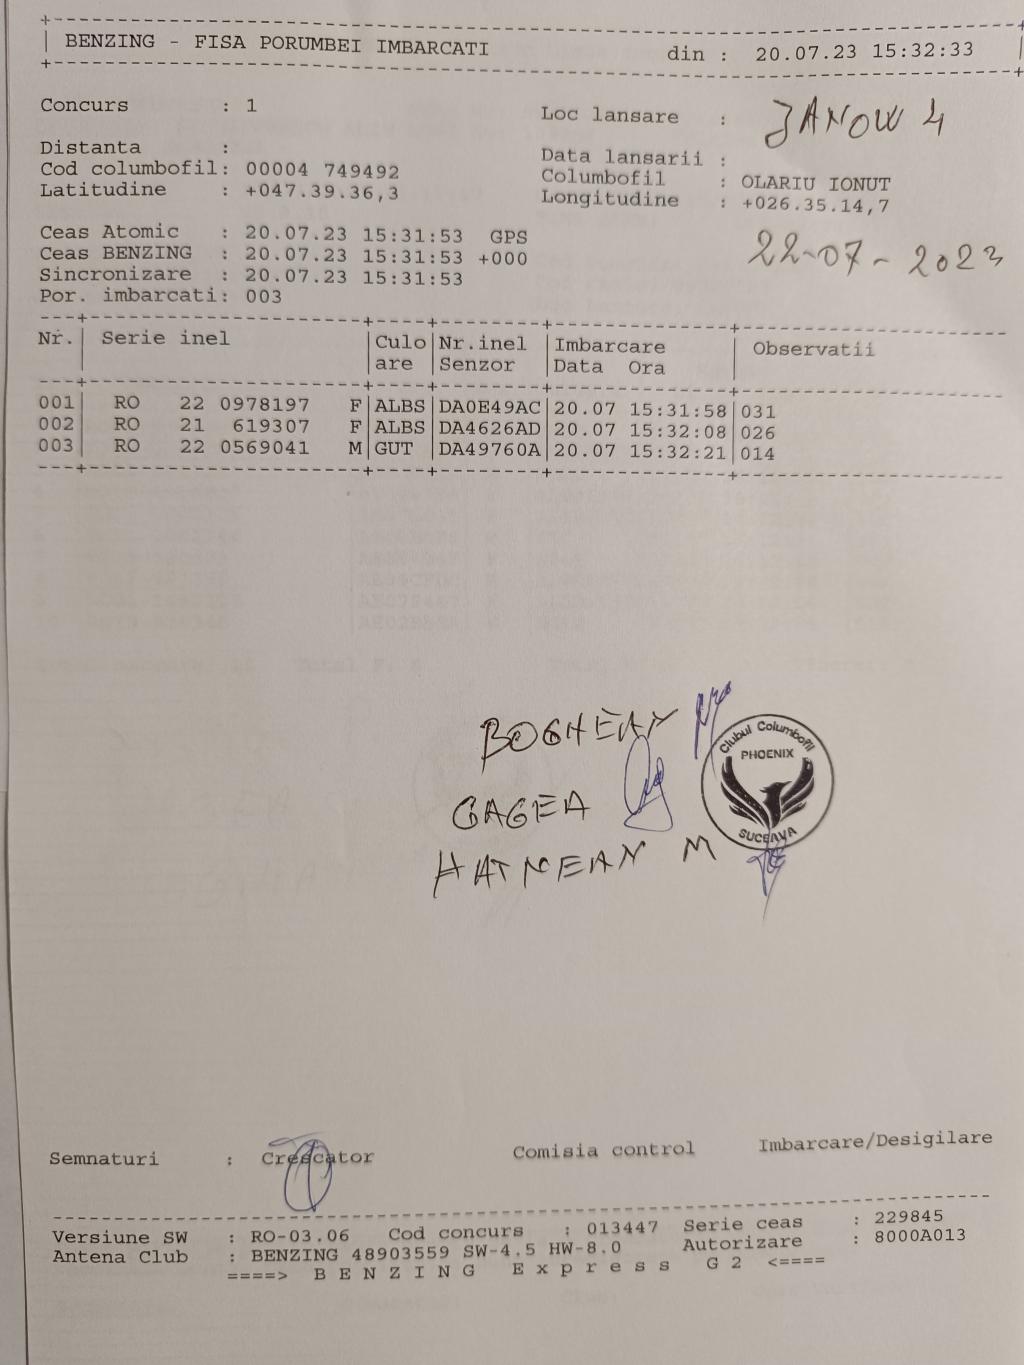 BENZING - FISA PORUMBEI IMBARCATI din : 20.07.23 15:32:33
Concurs : 1 Loc lansare : JANOW 4
Distanta : Data lansarii :
Cod columbofil: 00004 749492 Columbofil : OLARIU IONUT
Latitudine : +047.39.36,3 Longitudine : +026.35.14,7
Ceas Atomic : 20.07.23 15:31:53 GPS 22-07-2023
Ceas BENZING : 20.07.23 15:31:53 +000
Sincronizare : 20.07.23 15:31:53
Por. imbarcati: 003
Nr. Serie inel Culo Nr.inel Imbarcare Observatii
are Senzor Data Ora
001 RO 22 0978197 F ALBS DA0E49AC 20.07 15:31:58 031
002 RO 21 619307 F ALBS DA4626AD 20.07 15:32:08 026
003 RO 22 0569041 M GUT DA49760A 20.07 15:32:21 014
BOGHEAN
Clubul Columbofil
PHOENIX
SUCEAVA
GAGEA
HATNEAN M
Semnaturi : Crescator Comisia control Imbarcare/Desigilare
Versiune SW : RO-03.06 Cod concurs : 013447 Serie ceas : 229845
Antena Club : BENZING 48903559 SW-4.5 HW-8.0 Autorizare : 8000A013
====> B E N Z I N G E x p r e s s G 2 <====